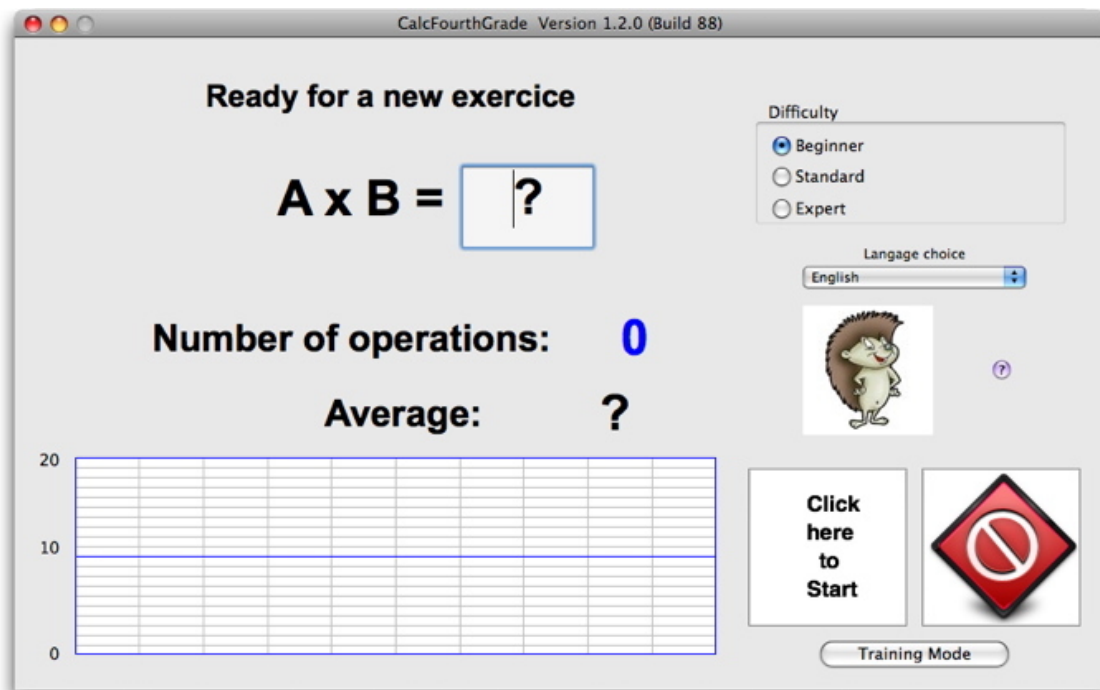 CalcFourthGrade Version 1.2.0 (Build 88)
Ready for a new exercice
A x B = ?
Number of operations: 0
Average: ?
20
10
0
Difficulty
Beginner
Standard
Expert
Langage choice
English
?
Click
here
to
Start
Training Mode